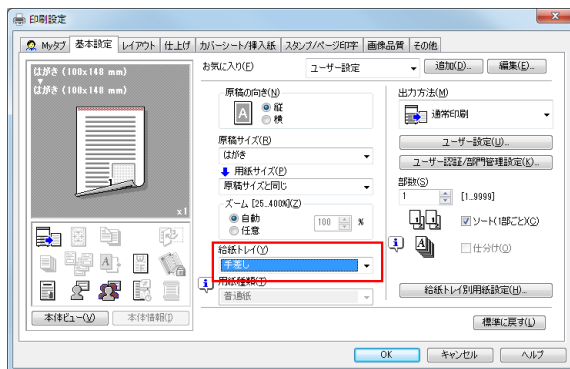 印刷設定
Myタブ 基本設定 レイアウト 仕上げ カバーシート/挿入紙 スタンプ/ページ印字 画像品質 その他
はがき (100x148 mm)
はがき (100x148 mm)
x1
本体ビュー(V) 本体情報(I)
お気に入り(F) ユーザー設定 追加(D)... 編集(E)...
原稿の向き(N)
A
縦
横
原稿サイズ(R)
はがき
用紙サイズ(P)
原稿サイズと同じ
ズーム [25..400%](Z)
自動
任意
100 %
給紙トレイ(Y)
手差し
用紙種類(T)
普通紙
出力方法(M)
通常印刷
ユーザー設定(U)...
ユーザー認証/部門管理設定(K)...
部数(S)
1 [1..9999]
ソート(1部ごと)(C)
仕分け(O)
給紙トレイ別用紙設定(H)...
標準に戻す(L)
OK キャンセル ヘルプ